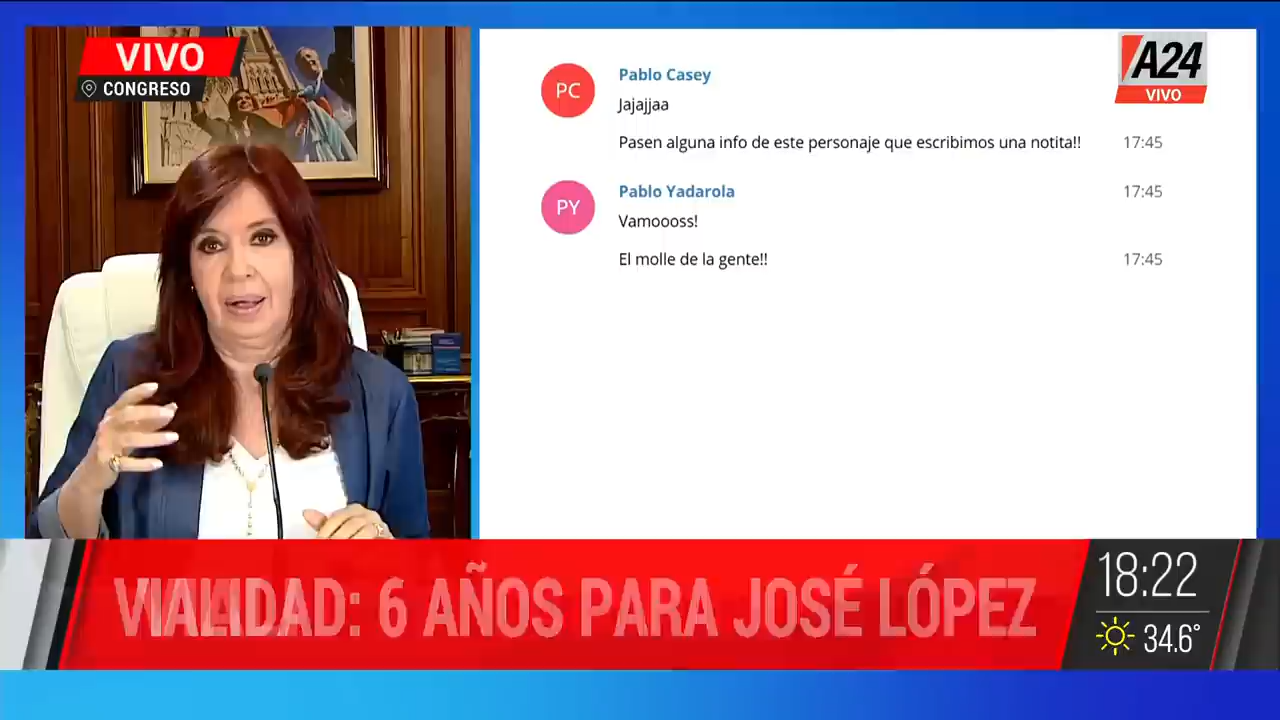 VIVO
CONGRESO
A24
VIVO
PC
Pablo Casey
Jajajjaa
Pasen alguna info de este personaje que escribimos una notita!!
17:45
PY
Pablo Yadarola
17:45
Vamoooss!
El molle de la gente!!
17:45
VIALIDAD: 6 AÑOS PARA JOSÉ LÓPEZ
18:22
34.6°